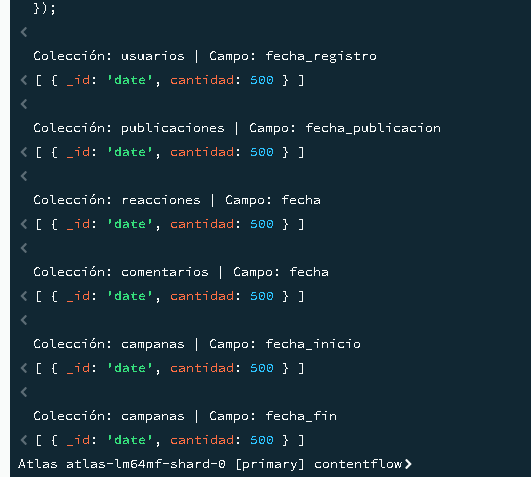 });
<
Colección: usuarios | Campo: fecha_registro
< [ { _id: 'date', cantidad: 500 } ]
<
Colección: publicaciones | Campo: fecha_publicacion
< [ { _id: 'date', cantidad: 500 } ]
<
Colección: reacciones | Campo: fecha
< [ { _id: 'date', cantidad: 500 } ]
<
Colección: comentarios | Campo: fecha
< [ { _id: 'date', cantidad: 500 } ]
<
Colección: campanas | Campo: fecha_inicio
< [ { _id: 'date', cantidad: 500 } ]
<
Colección: campanas | Campo: fecha_fin
< [ { _id: 'date', cantidad: 500 } ]
Atlas atlas-lm64mf-shard-0 [primary] contentflow>